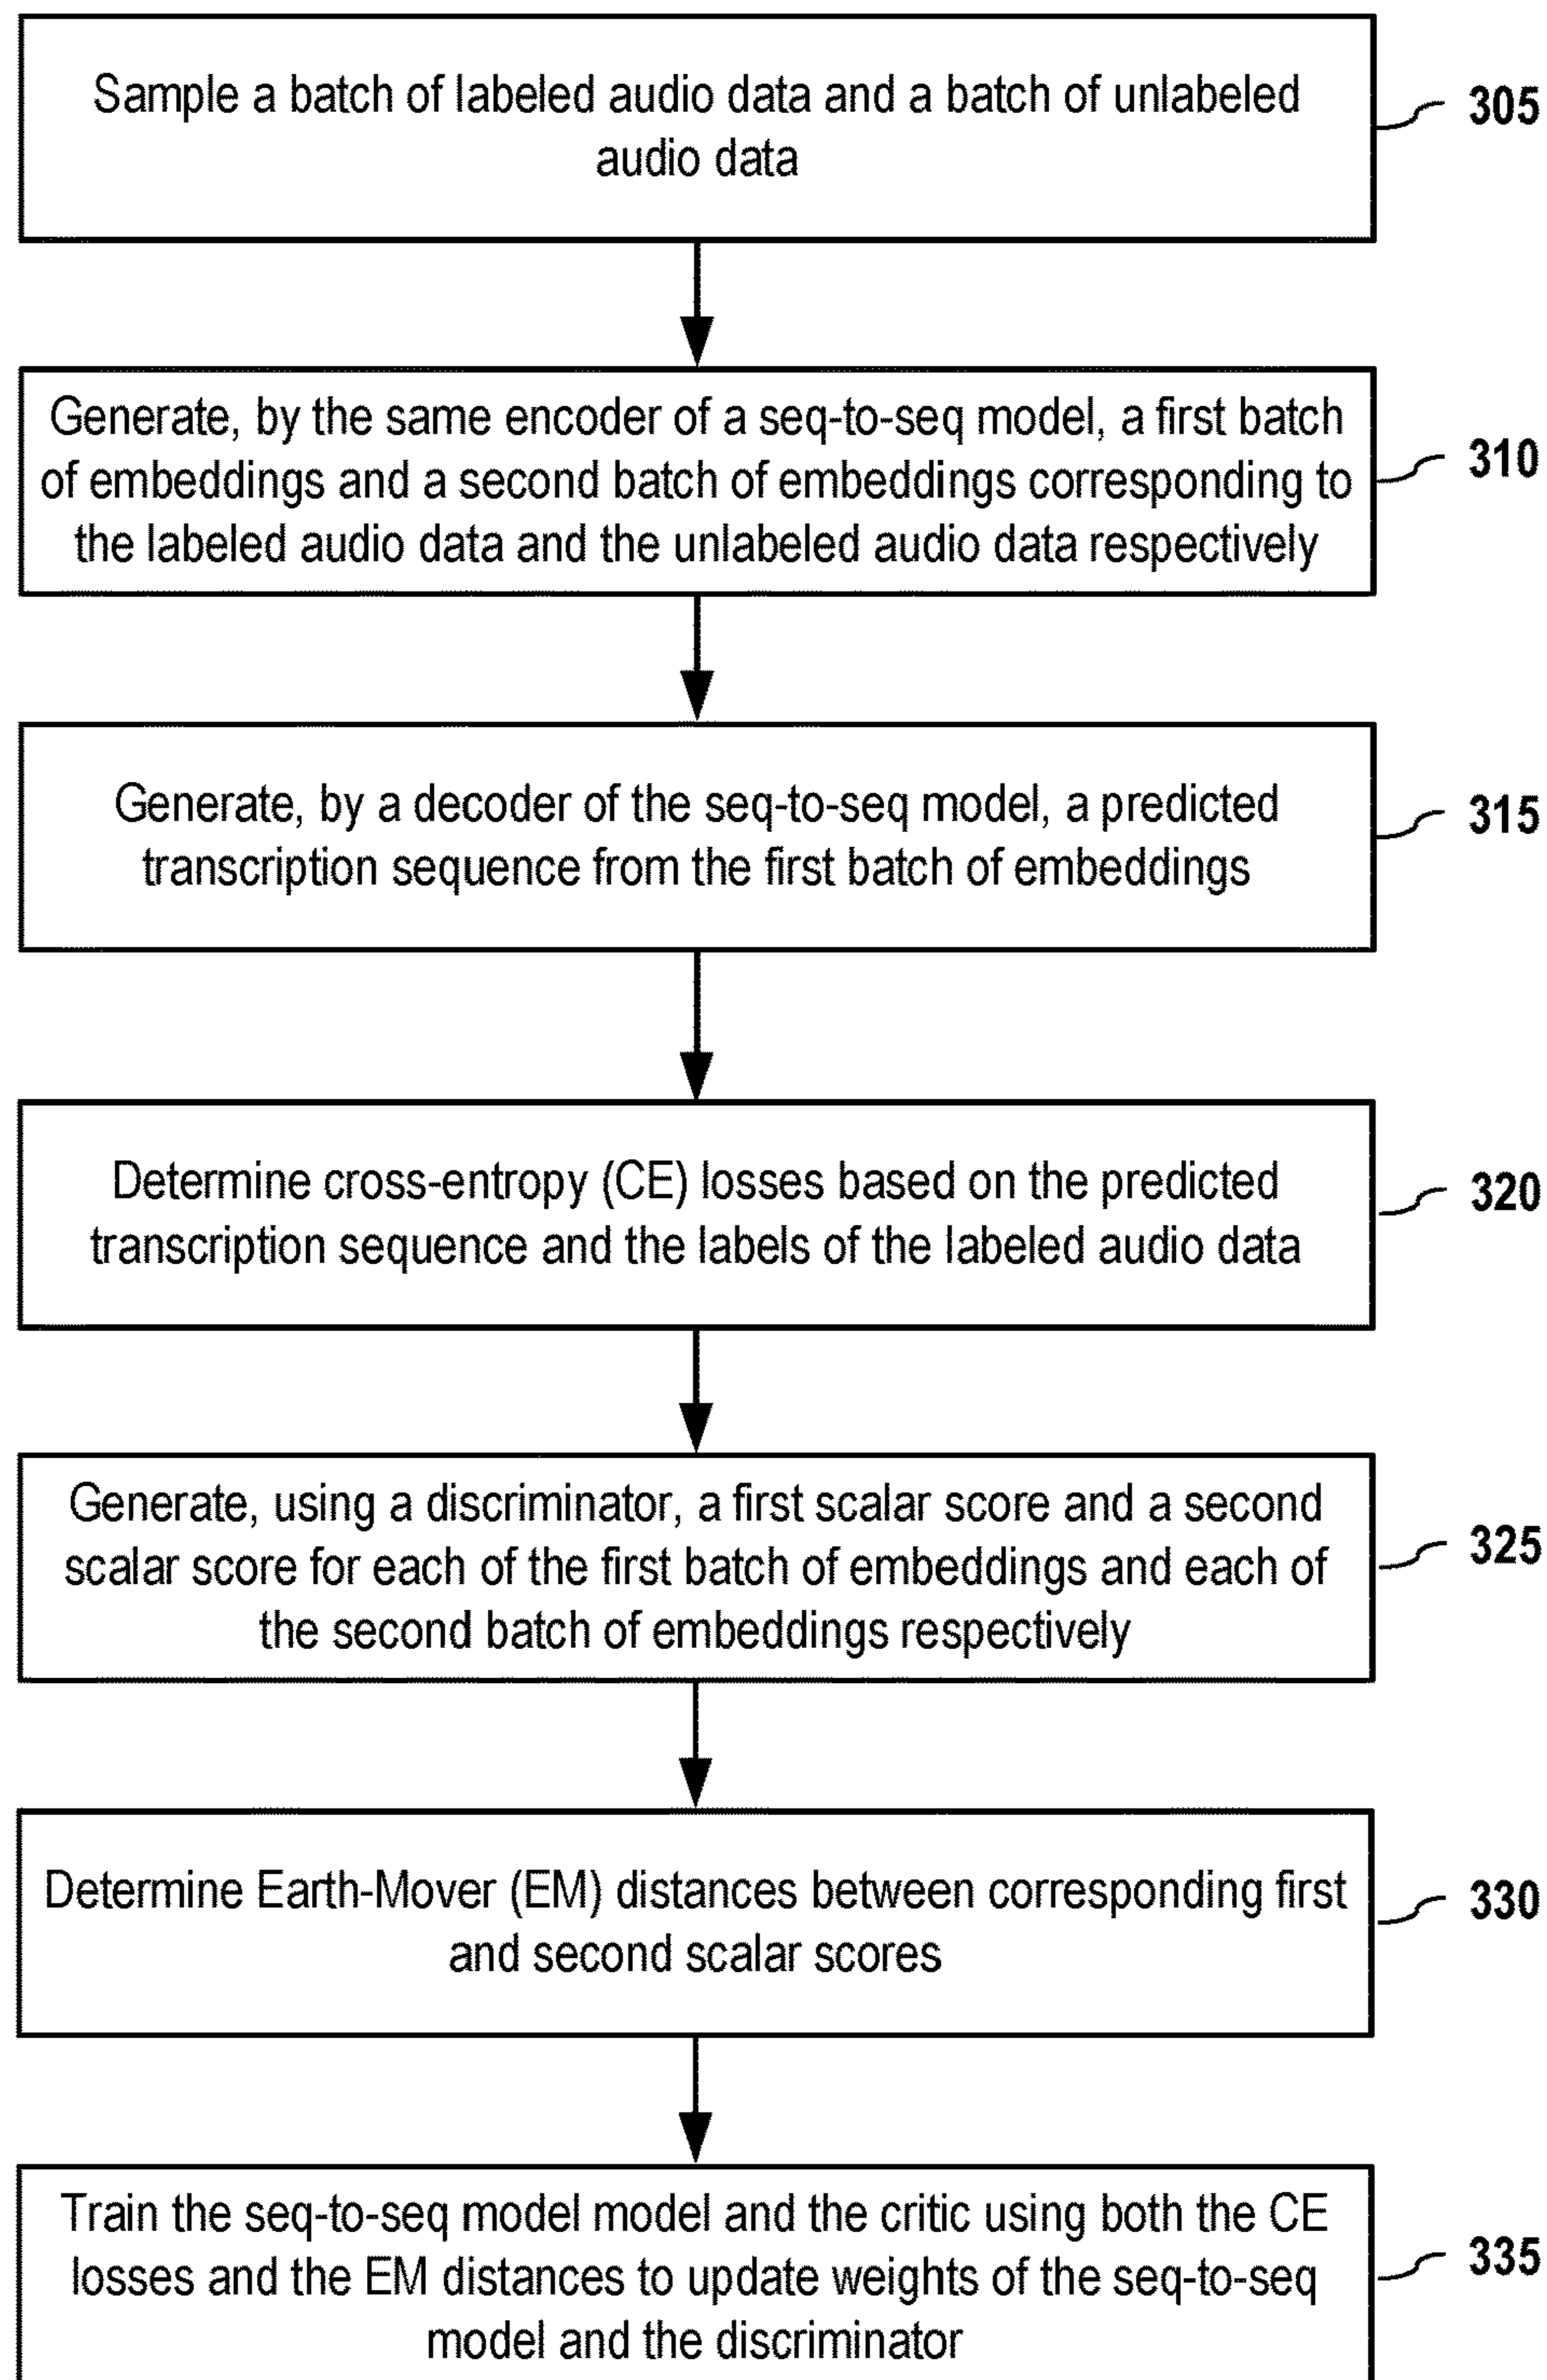 Sample a batch of labeled audio data and a batch of unlabeled
audio data
305
Generate, by the same encoder of a seq-to-seq model, a first batch
of embeddings and a second batch of embeddings corresponding to
the labeled audio data and the unlabeled audio data respectively
310
Generate, by a decoder of the seq-to-seq model, a predicted
transcription sequence from the first batch of embeddings
315
Determine cross-entropy (CE) losses based on the predicted
transcription sequence and the labels of the labeled audio data
320
Generate, using a discriminator, a first scalar score and a second
scalar score for each of the first batch of embeddings and each of
the second batch of embeddings respectively
325
Determine Earth-Mover (EM) distances between corresponding first
and second scalar scores
330
Train the seq-to-seq model model and the critic using both the CE
losses and the EM distances to update weights of the seq-to-seq
model and the discriminator
335